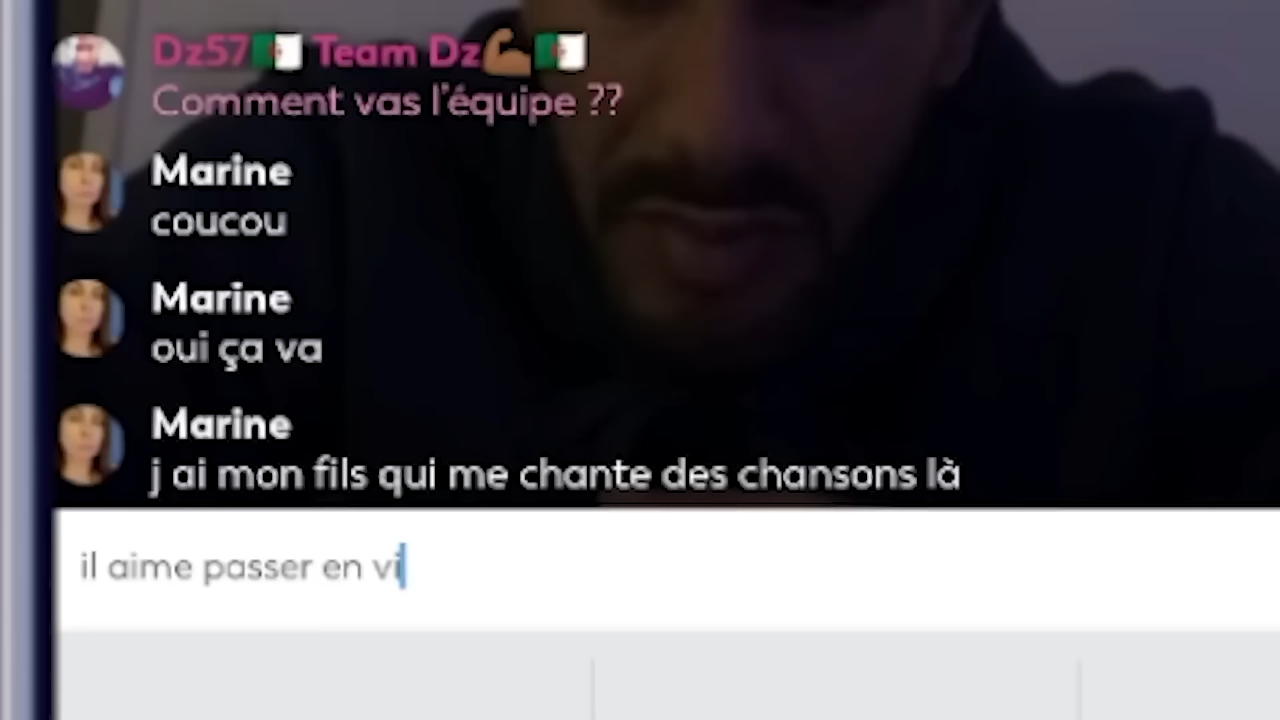 Dz57🇩🇿 Team Dz💪🏽🇩🇿
Comment vas l'équipe ??
Marine
coucou
Marine
oui ça va
Marine
j ai mon fils qui me chante des chansons là
il aime passer en vi